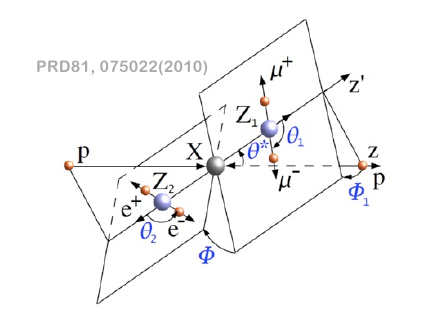 PRD81, 075022(2010)
μ⁺
z'
Z₁
θ₁
p
X
θ*
z
Z₂
μ⁻
p
e⁺
Φ₁
θ₂
e⁻
Φ